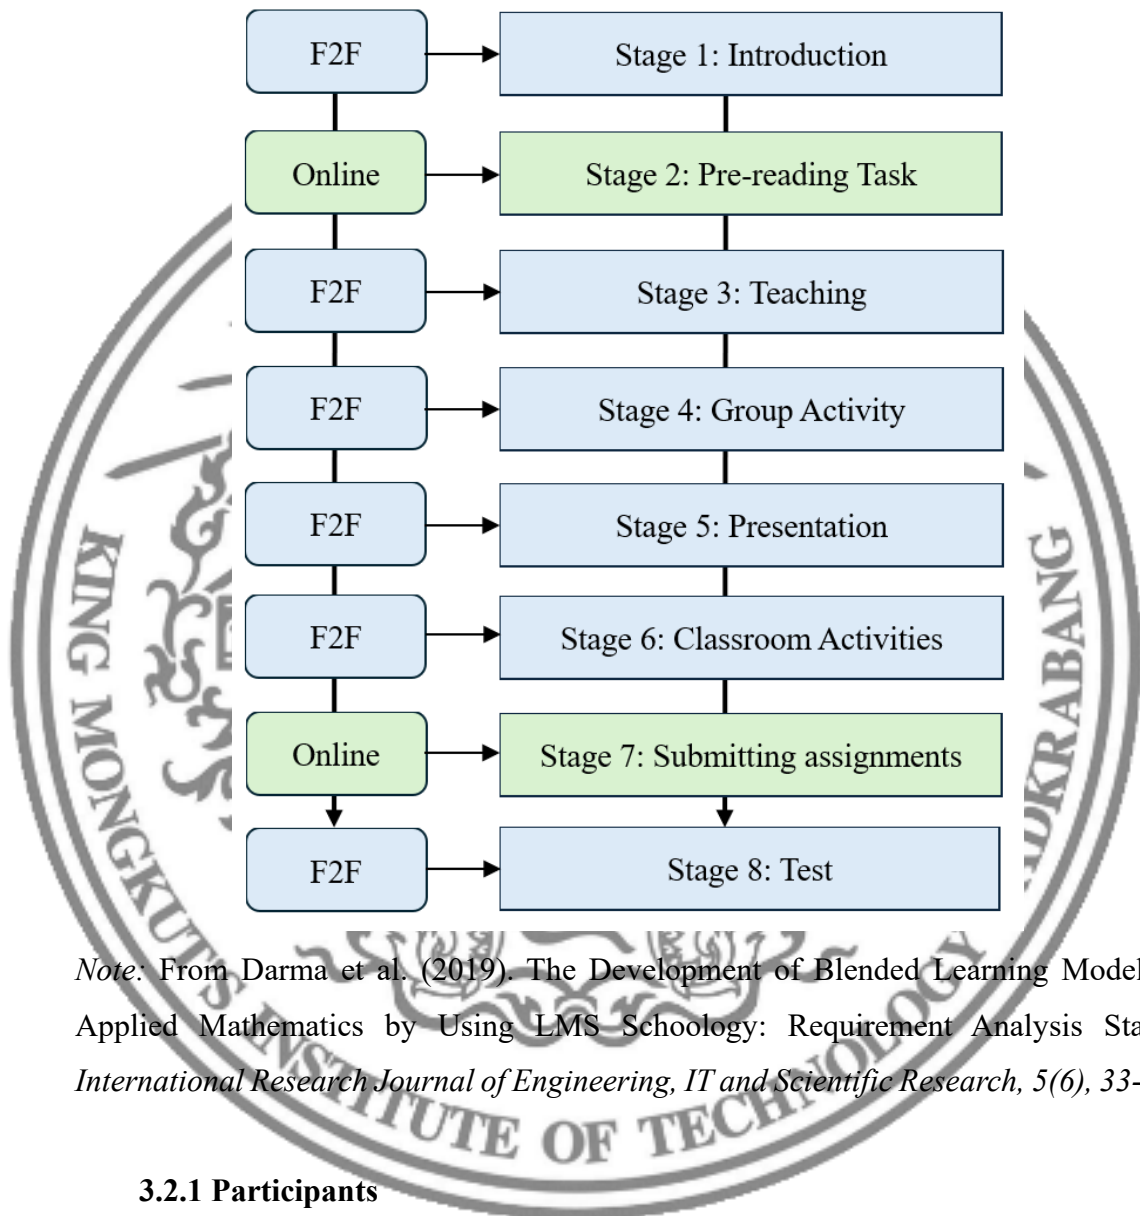 F2F
Stage 1: Introduction
Online
Stage 2: Pre-reading Task
F2F
Stage 3: Teaching
F2F
Stage 4: Group Activity
F2F
Stage 5: Presentation
F2F
Stage 6: Classroom Activities
Online
Stage 7: Submitting assignments
F2F
Stage 8: Test
KING MONGKUT'S INSTITUTE OF TECHNOLOGY
Note: From Darma et al. (2019). The Development of Blended Learning Model
Applied Mathematics by Using LMS Schoology: Requirement Analysis
International Research Journal of Engineering, IT and Scientific Research, 5(6), 33-
3.2.1 Participants